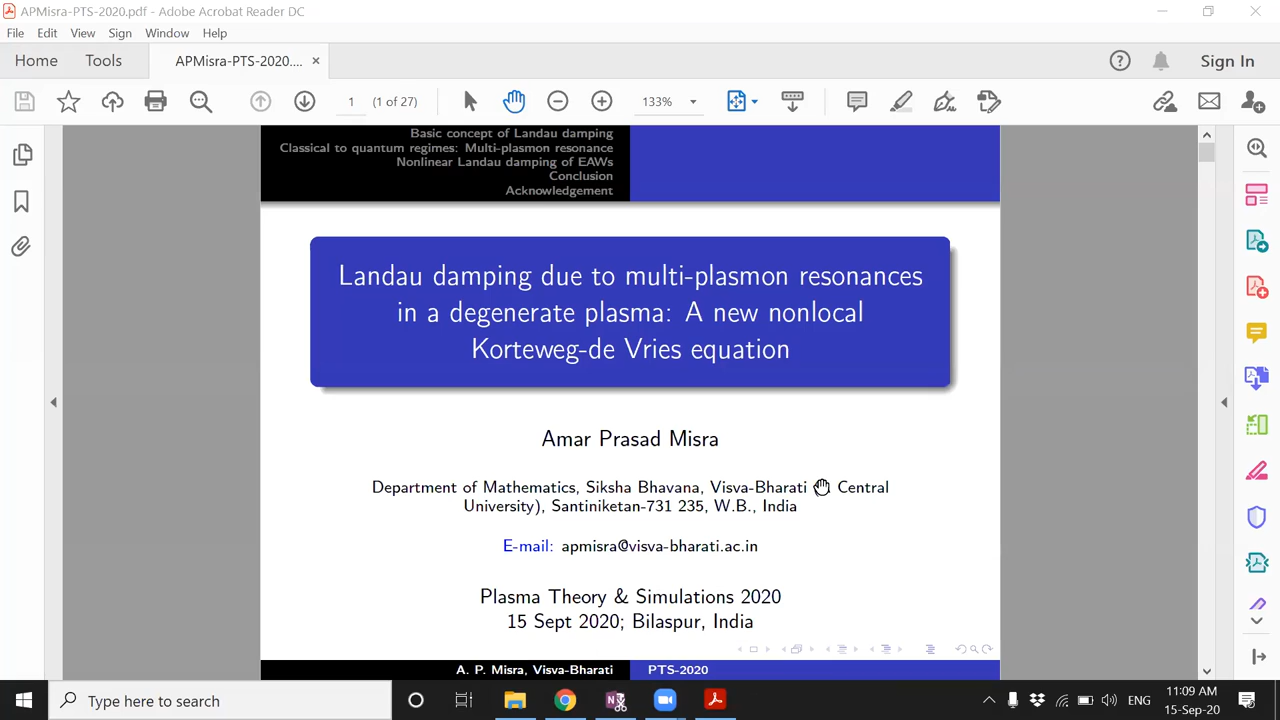 APMisra-PTS-2020.pdf - Adobe Acrobat Reader DC
File Edit View Sign Window Help
Home Tools APMisra-PTS-2020.... × Sign In
1 (1 of 27) 133%
Basic concept of Landau damping
Classical to quantum regimes: Multi-plasmon resonance
Nonlinear Landau damping of EAWs
Conclusion
Acknowledgement
Landau damping due to multi-plasmon resonances
in a degenerate plasma: A new nonlocal
Korteweg-de Vries equation
Amar Prasad Misra
Department of Mathematics, Siksha Bhavana, Visva-Bharati Central
University), Santiniketan-731 235, W.B., India
E-mail: apmisra@visva-bharati.ac.in
Plasma Theory & Simulations 2020
15 Sept 2020; Bilaspur, India
A. P. Misra, Visva-Bharati PTS-2020
Type here to search
ENG
11:09 AM
15-Sep-20